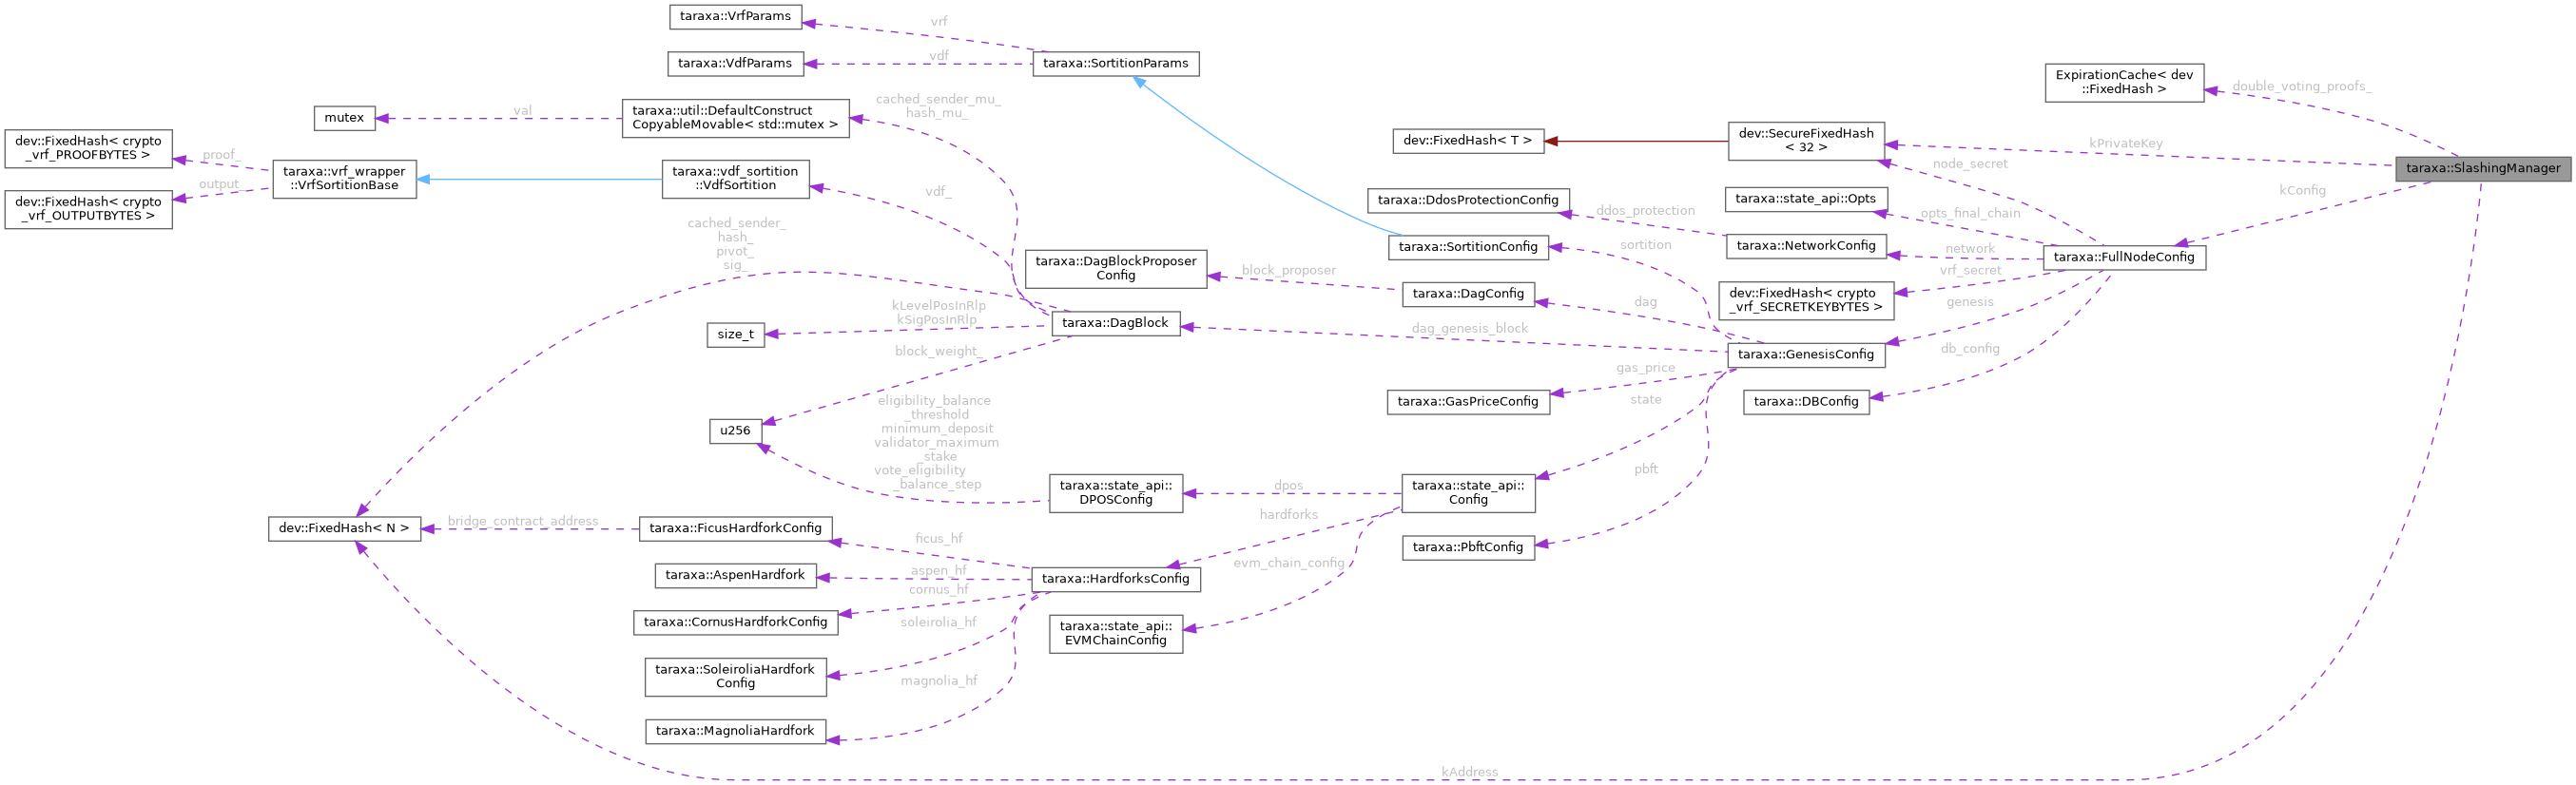 taraxa::VrfParams
vrf
taraxa::VdfParams
vdf
taraxa::SortitionParams
mutex
val
taraxa::util::DefaultConstruct
CopyableMovable< std::mutex >
cached_sender_mu_
hash_mu_
dev::FixedHash< crypto
_vrf_PROOFBYTES >
proof_
dev::FixedHash< crypto
_vrf_OUTPUTBYTES >
output_
taraxa::vrf_wrapper
::VrfSortitionBase
taraxa::vdf_sortition
::VdfSortition
vdf_
cached_sender_
hash_
pivot_
sig_
size_t
kLevelPosInRlp
kSigPosInRlp
taraxa::DagBlock
block_weight_
u256
eligibility_balance
_threshold
minimum_deposit
validator_maximum
_stake
vote_eligibility
_balance_step
taraxa::state_api::
DPOSConfig
dpos
taraxa::state_api::
Config
dev::FixedHash< N >
bridge_contract_address
taraxa::FicusHardforkConfig
ficus_hf
taraxa::AspenHardfork
aspen_hf
taraxa::CornusHardforkConfig
cornus_hf
taraxa::SoleiroliaHardfork
Config
soleirolia_hf
taraxa::MagnoliaHardfork
magnolia_hf
taraxa::HardforksConfig
hardforks
taraxa::state_api::
EVMChainConfig
evm_chain_config
taraxa::DagBlockProposer
Config
block_proposer
taraxa::DagConfig
dag
dag_genesis_block
taraxa::SortitionConfig
sortition
taraxa::GasPriceConfig
gas_price
state
taraxa::PbftConfig
pbft
taraxa::GenesisConfig
genesis
dev::FixedHash< T >
dev::SecureFixedHash
< 32 >
kPrivateKey
node_secret
taraxa::DdosProtectionConfig
ddos_protection
taraxa::state_api::Opts
opts_final_chain
taraxa::NetworkConfig
network
dev::FixedHash< crypto
_vrf_SECRETKEYBYTES >
vrf_secret
taraxa::DBConfig
db_config
taraxa::FullNodeConfig
kConfig
ExpirationCache< dev
::FixedHash >
double_voting_proofs_
taraxa::SlashingManager
kAddress